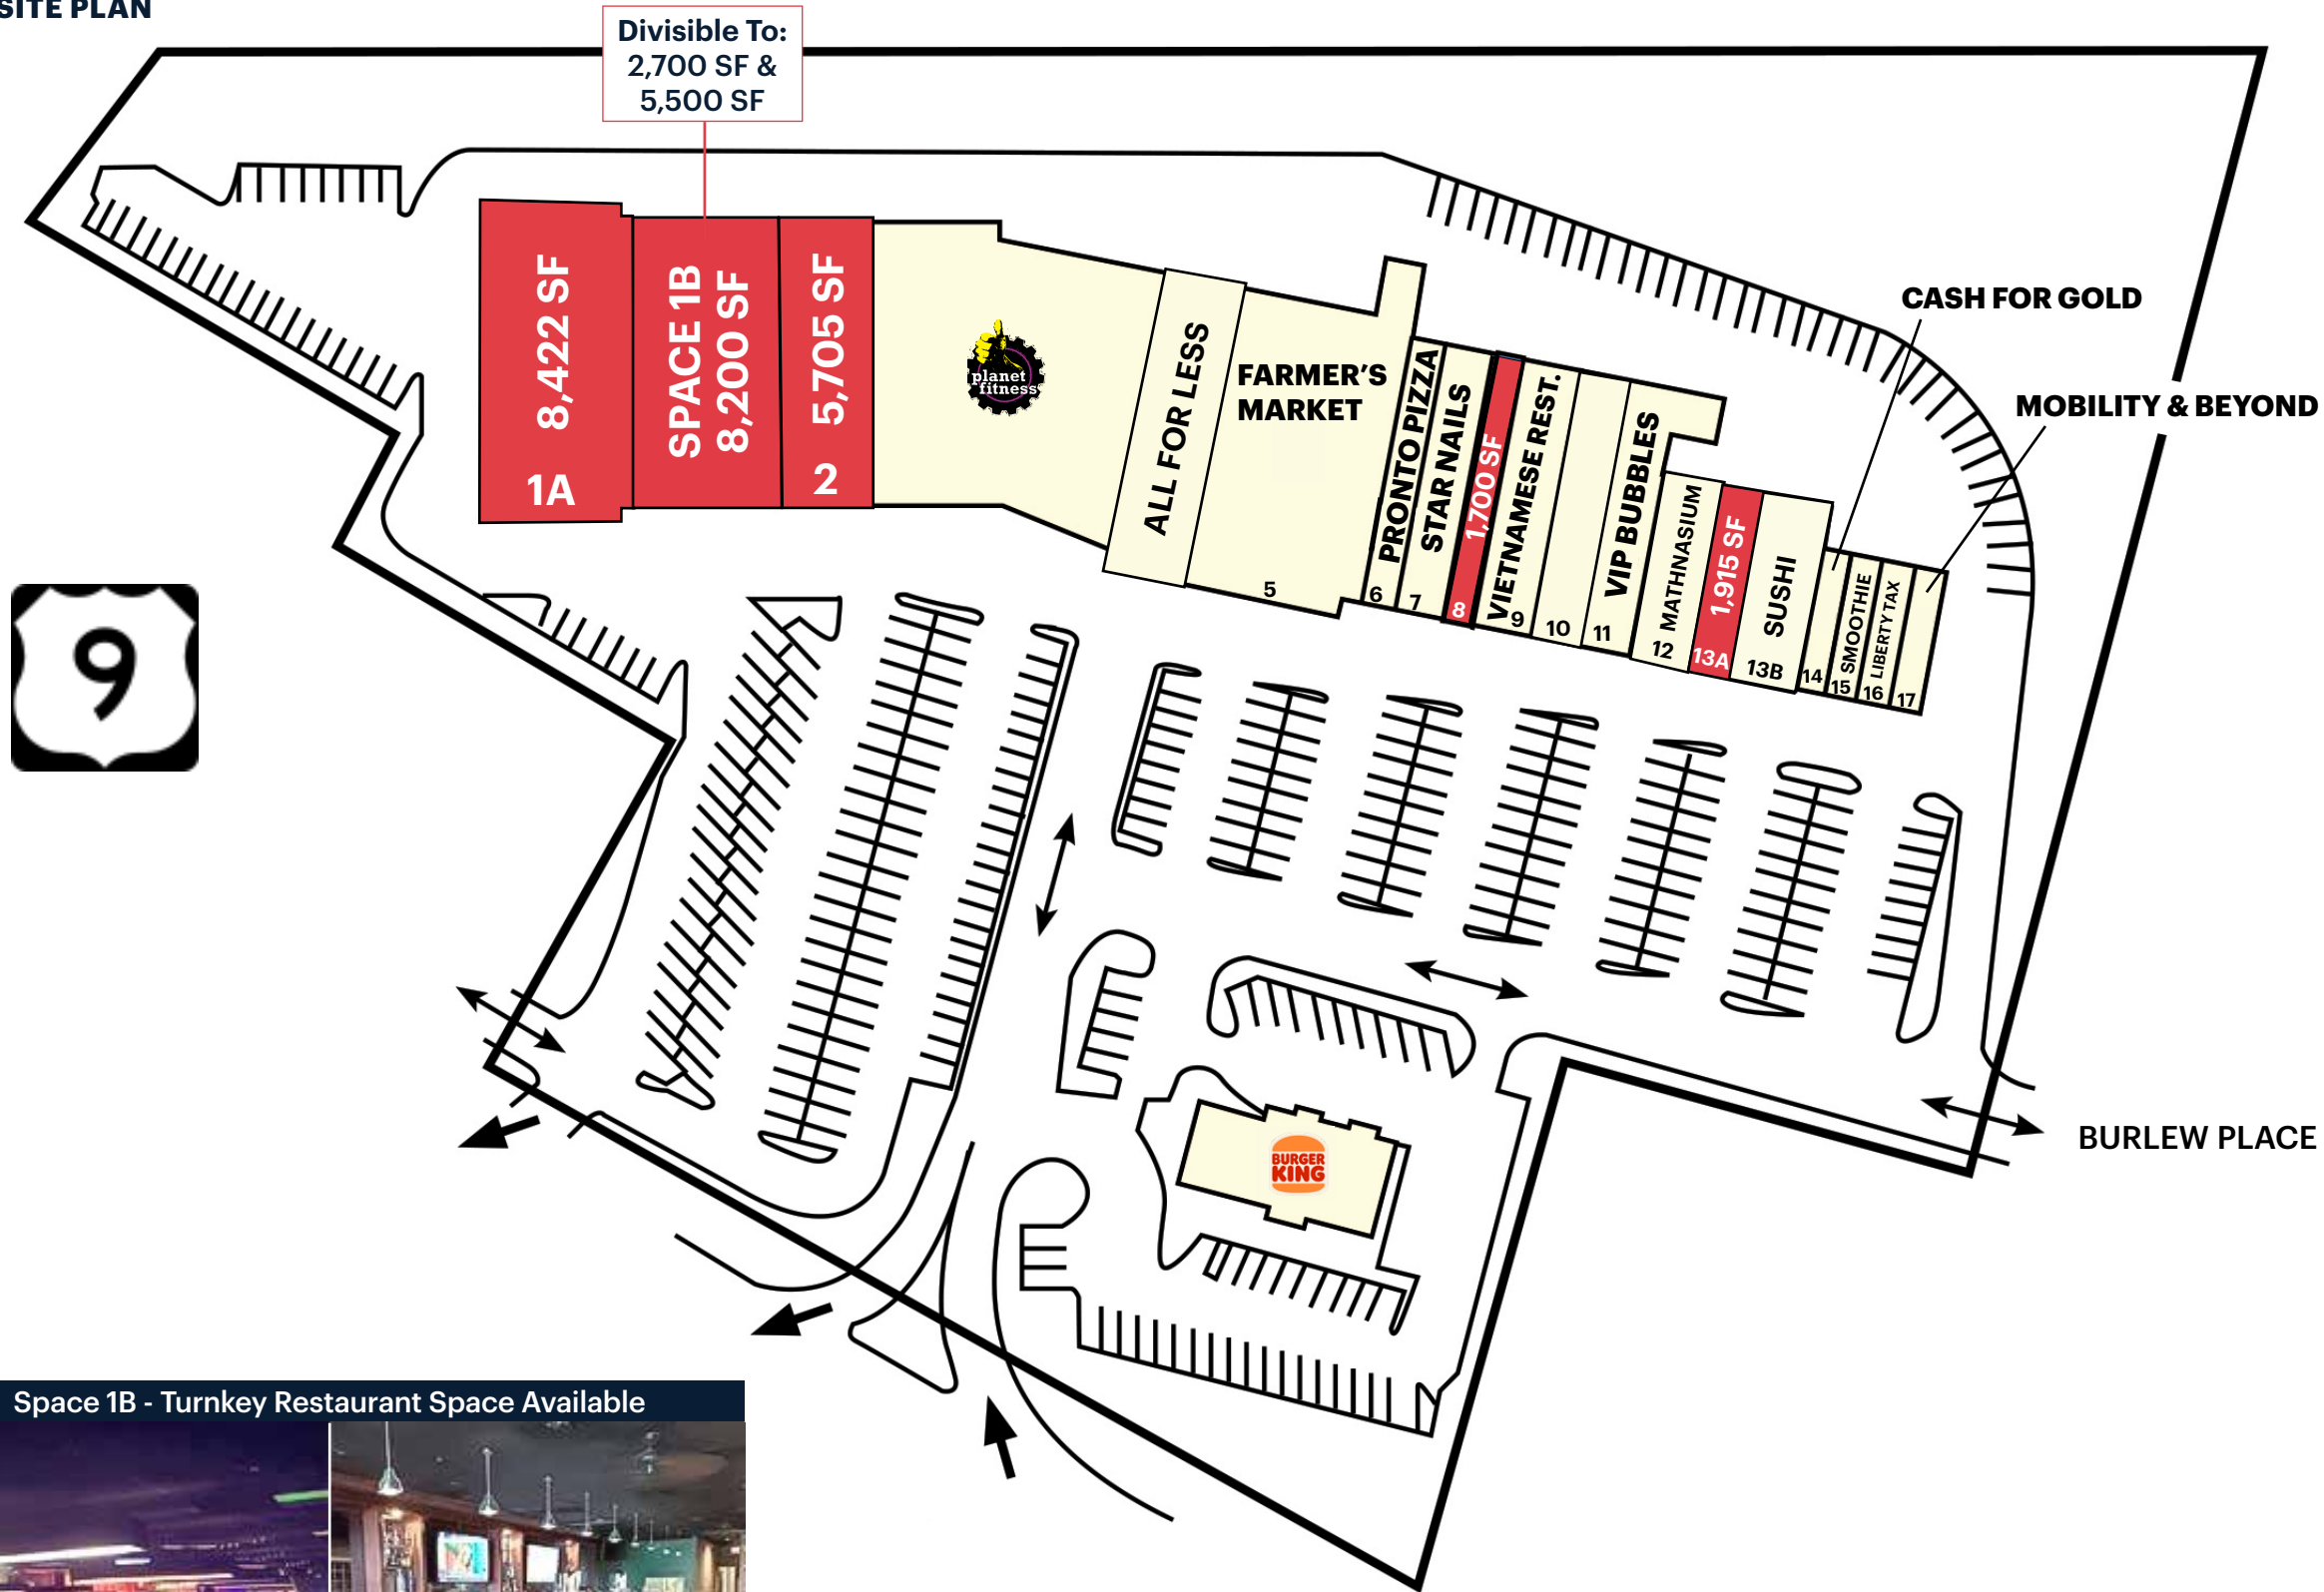 SITE PLAN
Divisible To:
2,700 SF &
5,500 SF
8,422 SF
1A
SPACE 1B
8,200 SF
5,705 SF
2
planet
fitness
ALL FOR LESS
FARMER'S
MARKET
5
PRONTO PIZZA
6
STAR NAILS
7
1,700 SF
8
VIETNAMESE REST.
9
10
VIP BUBBLES
11
MATHNASIUM
12
1,915 SF
13A
SUSHI
13B
CASH FOR GOLD
14
SMOOTHIE
15
LIBERTY TAX
16
MOBILITY & BEYOND
17
9
BURGER
KING
BURLEW PLACE
Space 1B - Turnkey Restaurant Space Available